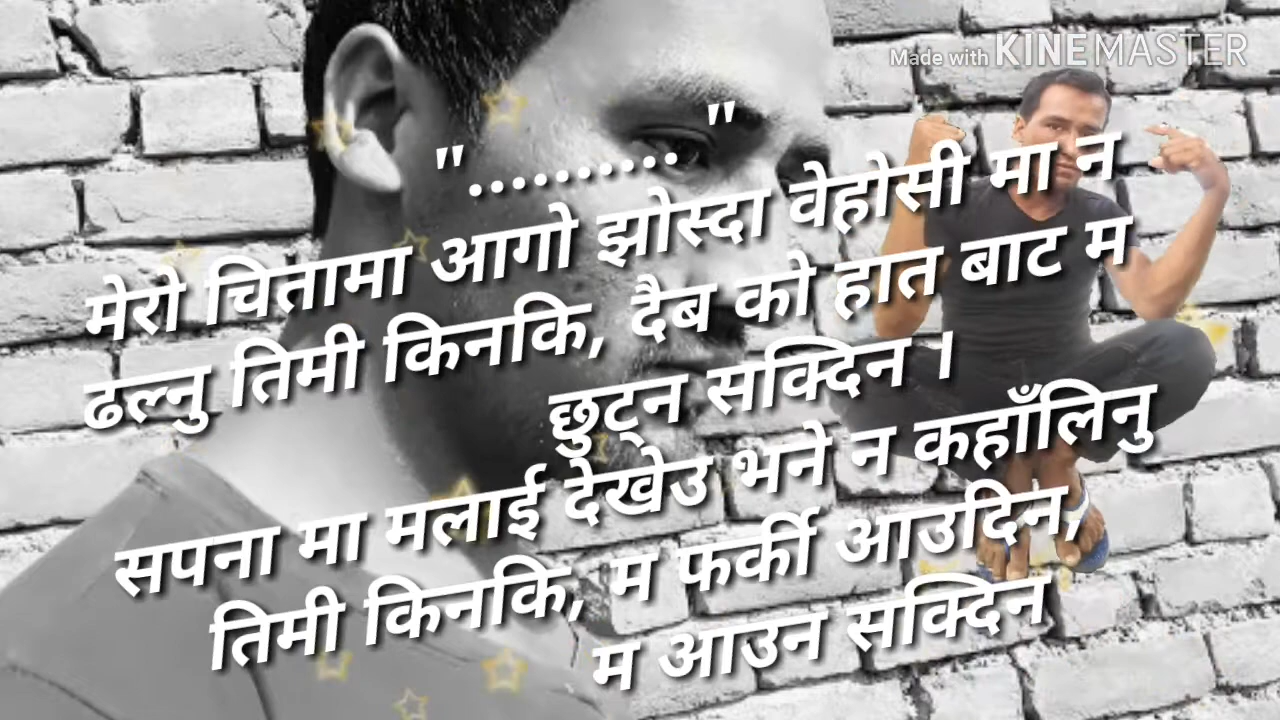 Made with KINEMASTER
".........."
मेरो चितामा आगो झोस्दा वेहोसी मा न
ढल्नु तिमी किनकि, दैब को हात बाट म
छुट्न सक्दिन ।
सपना मा मलाई देखेउ भने न कहाँलिनु
तिमी किनकि, म फर्की आउदिन,
म आउन सक्दिन